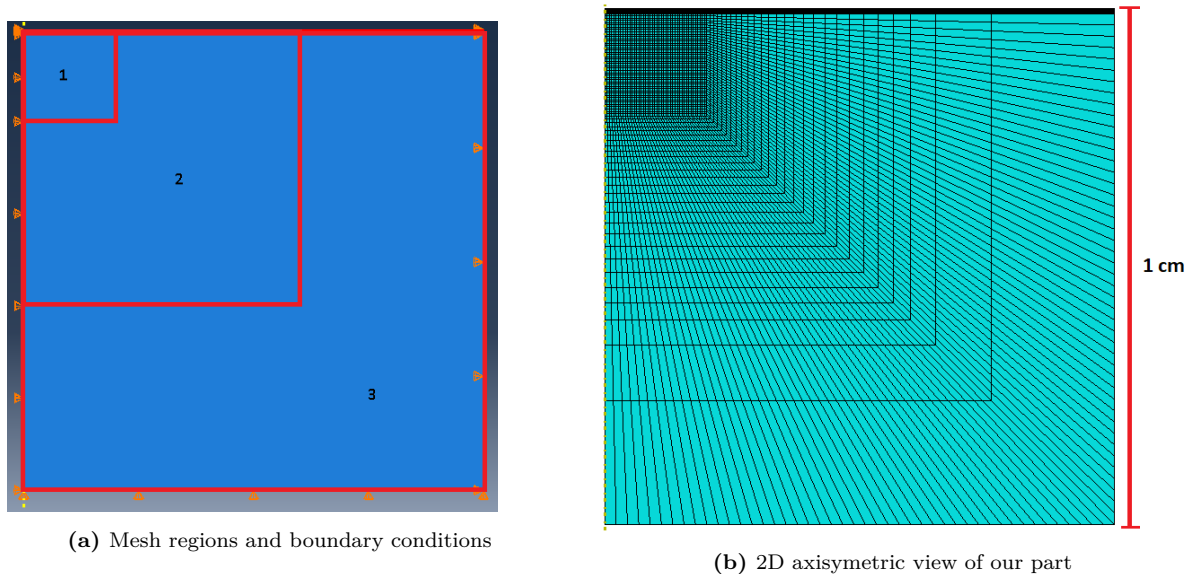 1
2
3
1 cm
(a) Mesh regions and boundary conditions
(b) 2D axisymetric view of our part